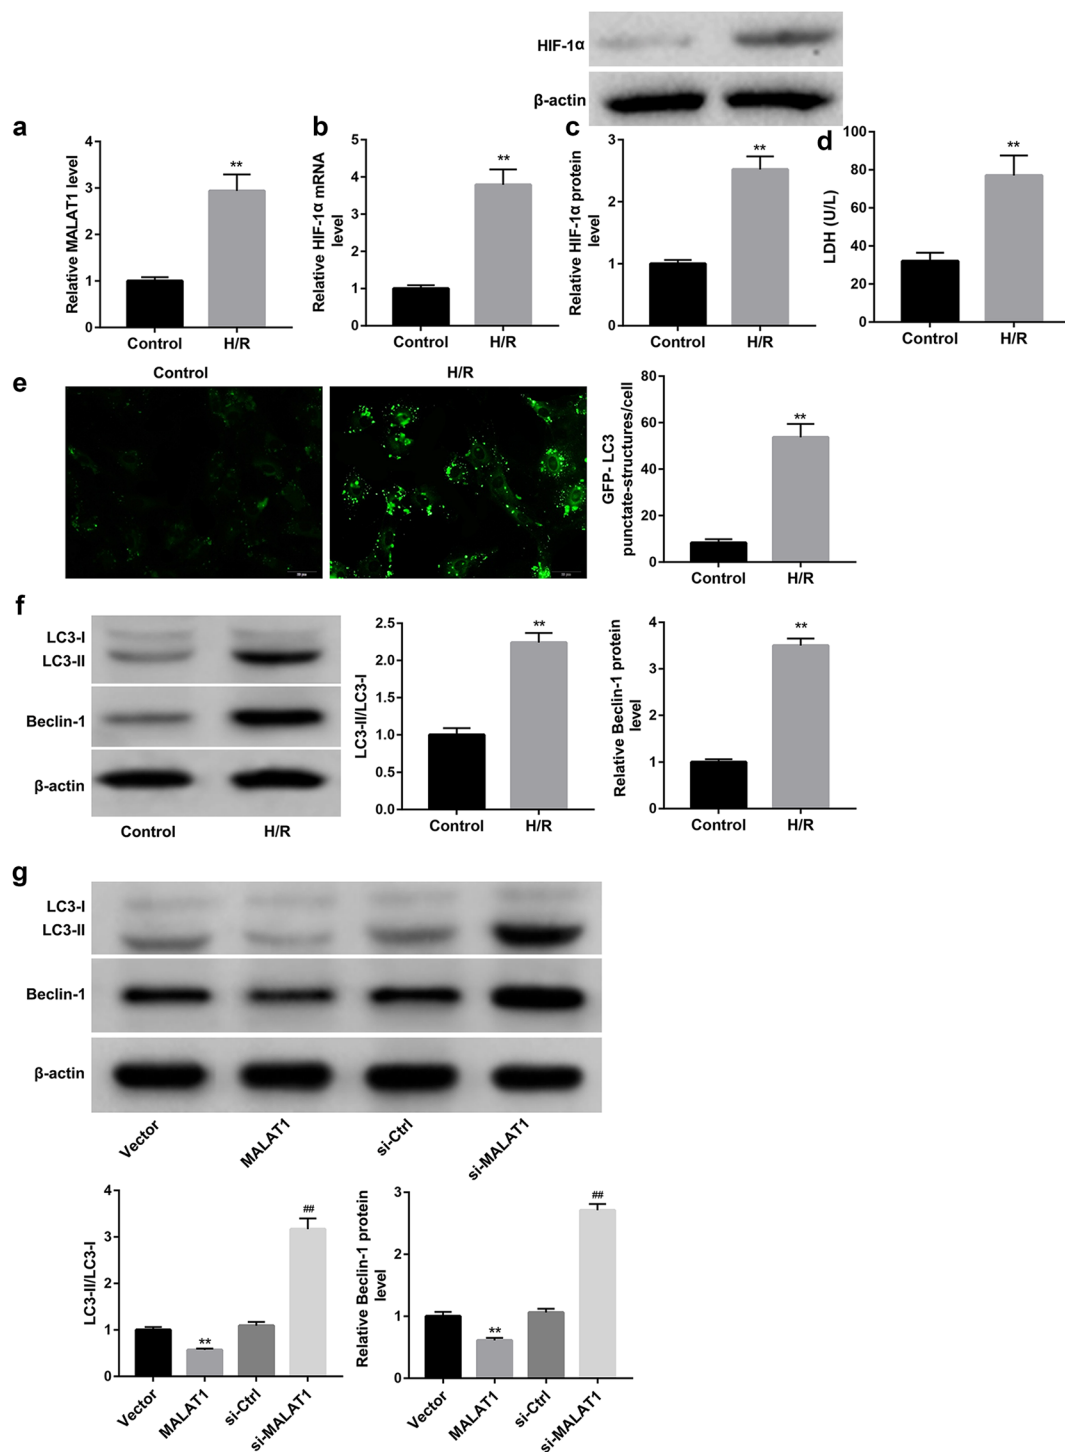 HIF-1α
β-actin
a
Relative MALAT1 level
4
3
2
1
0
**
Control
H/R
b
Relative HIF-1α mRNA
level
5
4
3
2
1
0
**
Control
H/R
c
Relative HIF-1α protein
level
3
2
1
0
**
Control
H/R
d
LDH (U/L)
100
80
60
40
20
0
**
Control
H/R
e
Control
H/R
GFP- LC3
punctate-structures/cell
80
60
40
20
0
**
Control
H/R
f
LC3-I
LC3-II
Beclin-1
β-actin
Control
H/R
LC3-II/LC3-I
2.5
2.0
1.5
1.0
0.5
0.0
**
Control
H/R
Relative Beclin-1 protein
level
4
3
2
1
0
**
Control
H/R
g
LC3-I
LC3-II
Beclin-1
β-actin
Vector
MALAT1
si-Ctrl
si-MALAT1
LC3-II/LC3-I
4
3
2
1
0
**
##
Vector
MALAT1
si-Ctrl
si-MALAT1
Relative Beclin-1 protein
level
3
2
1
0
**
##
Vector
MALAT1
si-Ctrl
si-MALAT1